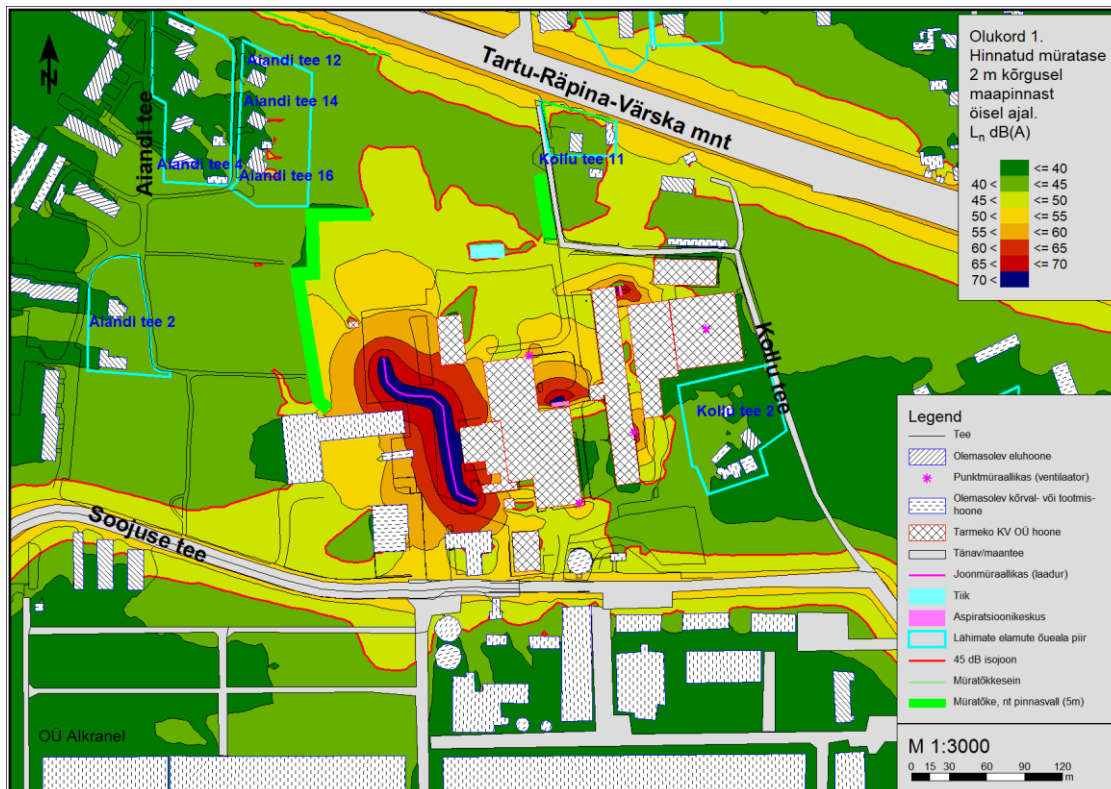 Olukord 1.
Hinnatud müratase
2 m kõrgusel
maapinnast
öisel ajal.
Ln dB(A)
<= 40
40 < <= 45
45 < <= 50
50 < <= 55
55 < <= 60
60 < <= 65
65 < <= 70
70 <
N
Tartu-Räpina-Värska mnt
Aiandi tee 12
Aiandi tee 14
Aiandi tee
Aiandi tee 4
Aiandi tee 16
Kollu tee 11
Aiandi tee 2
Kollu tee
Kollu tee 2
Soojuse tee
OÜ Alkranel
Legend
Tee
Olemasolev eluhoone
Punktmüraallikas (ventilaator)
Olemasolev kõrval- või tootmis-
hoone
Tarmeko KV OÜ hoone
Tänav/maantee
Joonmüraallikas (laadur)
Tiik
Aspiratsioonikeskus
Lähimate elamute õueala piir
45 dB isojoon
Müratõkkesein
Müratõke, nt pinnasvall (5m)
M 1:3000
0 15 30 60 90 120
m